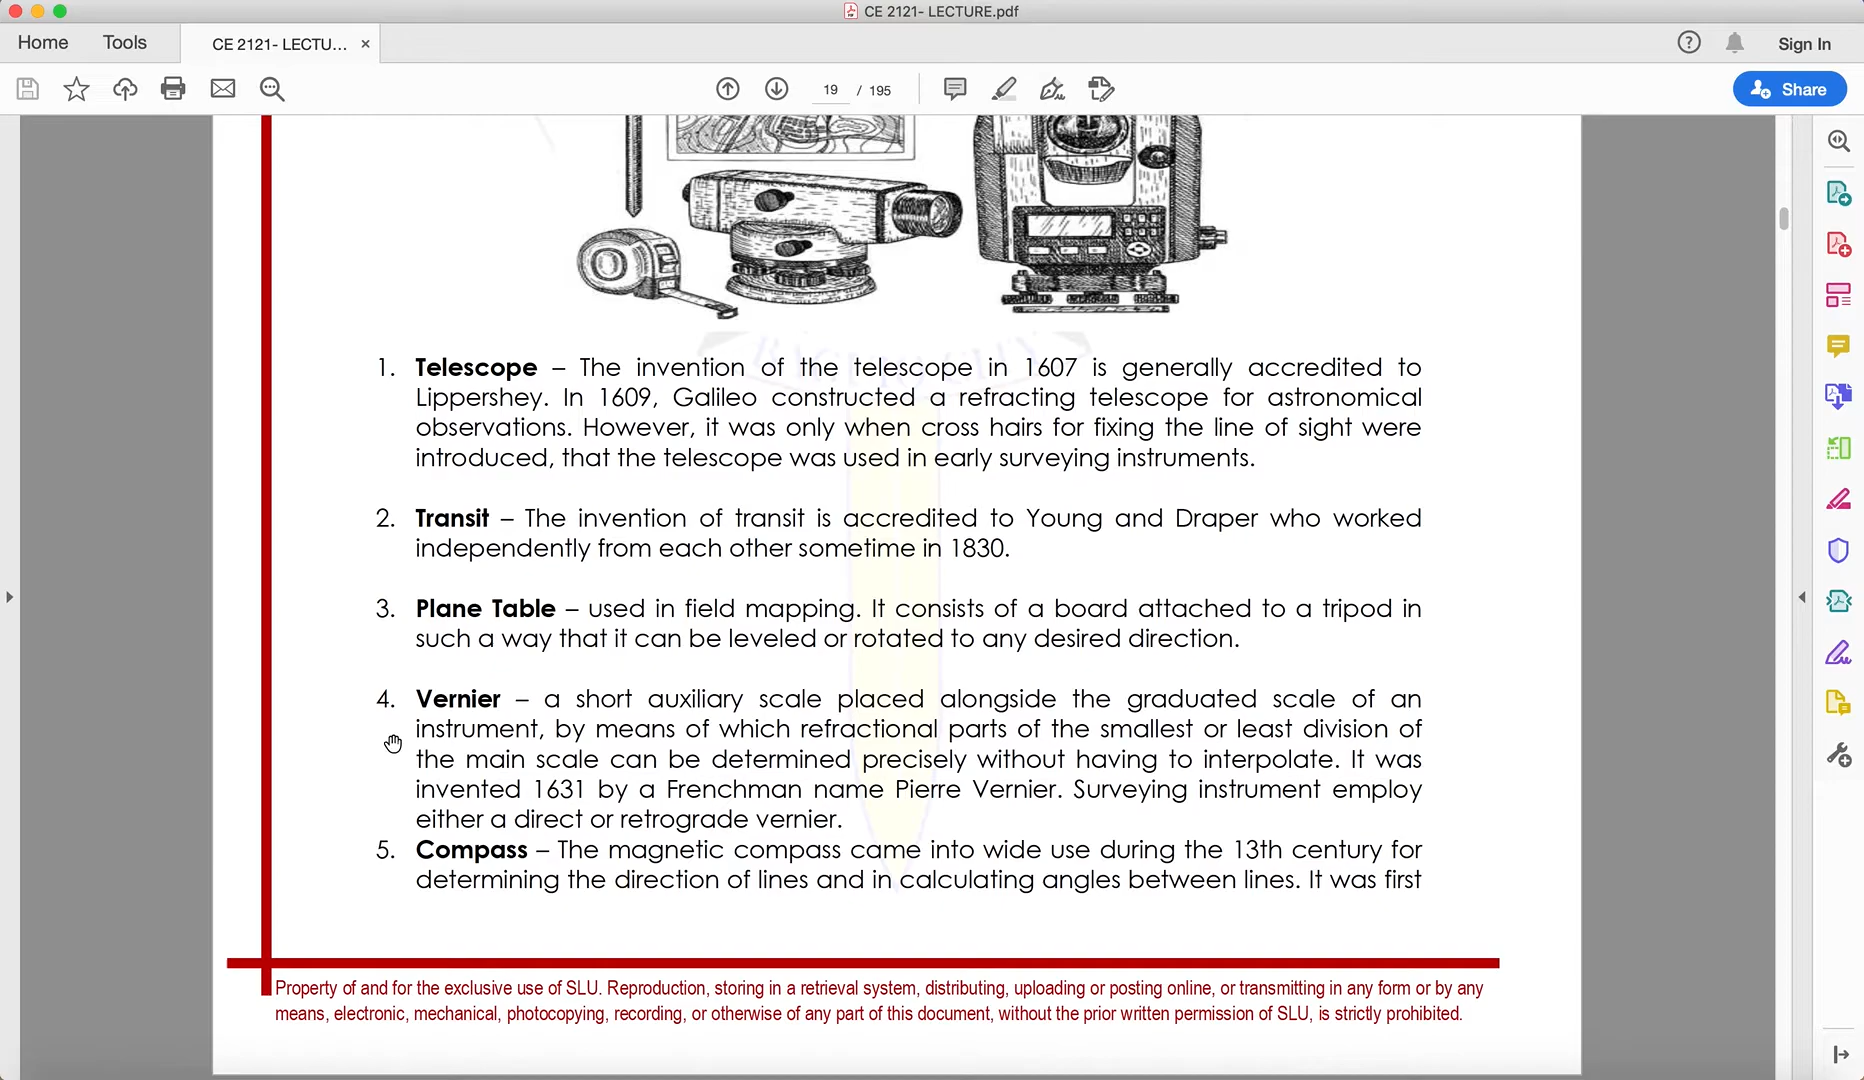 CE 2121- LECTURE.pdf
Home Tools CE 2121- LECTU... × Sign In
19 / 195 Share
1. Telescope – The invention of the telescope in 1607 is generally accredited to
Lippershey. In 1609, Galileo constructed a refracting telescope for astronomical
observations. However, it was only when cross hairs for fixing the line of sight were
introduced, that the telescope was used in early surveying instruments.
2. Transit – The invention of transit is accredited to Young and Draper who worked
independently from each other sometime in 1830.
3. Plane Table – used in field mapping. It consists of a board attached to a tripod in
such a way that it can be leveled or rotated to any desired direction.
4. Vernier – a short auxiliary scale placed alongside the graduated scale of an
instrument, by means of which refractional parts of the smallest or least division of
the main scale can be determined precisely without having to interpolate. It was
invented 1631 by a Frenchman name Pierre Vernier. Surveying instrument employ
either a direct or retrograde vernier.
5. Compass – The magnetic compass came into wide use during the 13th century for
determining the direction of lines and in calculating angles between lines. It was first
Property of and for the exclusive use of SLU. Reproduction, storing in a retrieval system, distributing, uploading or posting online, or transmitting in any form or by any
means, electronic, mechanical, photocopying, recording, or otherwise of any part of this document, without the prior written permission of SLU, is strictly prohibited.